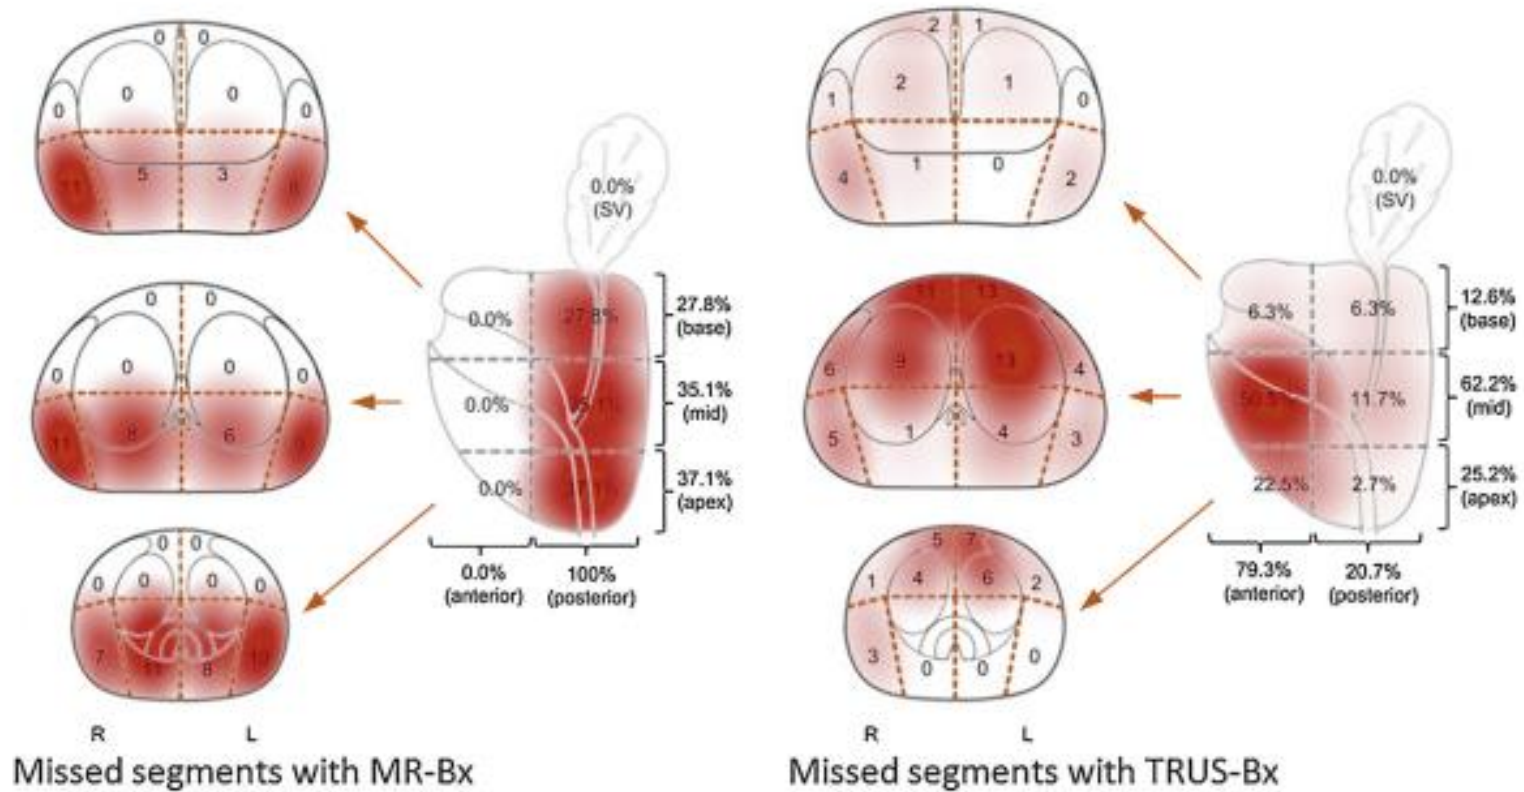 0 0
0 0
0 0
11 5 3 8
0.0%
(SV)
0.0% 27.8%
27.8%
(base)
0 0
0 0
0 0
11 8 6 9
0.0%
35.1%
(mid)
0.0%
37.1%
(apex)
0 0
0 0 0 0
7 11 8 10
0.0%
(anterior)
100%
(posterior)
R L
Missed segments with MR-Bx
2 1
2 1
1 0
4 1 0 2
0.0%
(SV)
6.3% 6.3%
12.6%
(base)
11 13
6 9 13 4
5 1 4 3
50.5% 11.7%
62.2%
(mid)
22.5% 2.7%
25.2%
(apex)
5 7
1 4 6 2
3 0 0 0
79.3%
(anterior)
20.7%
(posterior)
R L
Missed segments with TRUS-Bx